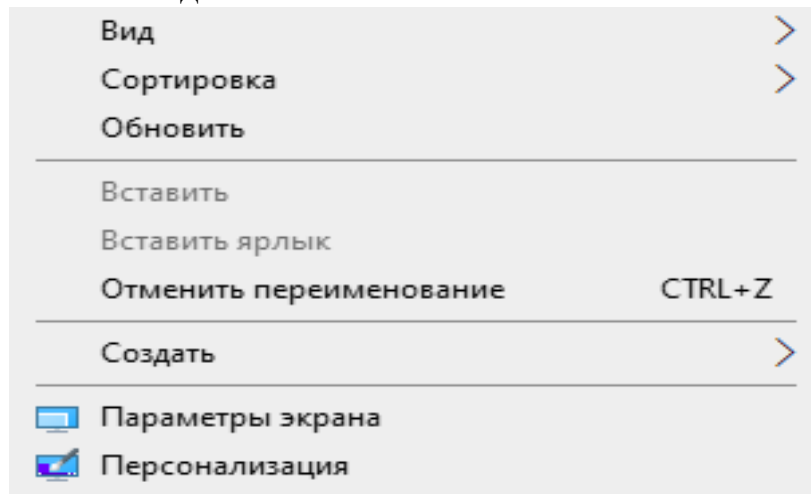 Вид
Сортировка
Обновить
Вставить
Вставить ярлык
Отменить переименование CTRL+Z
Создать
Параметры экрана
Персонализация